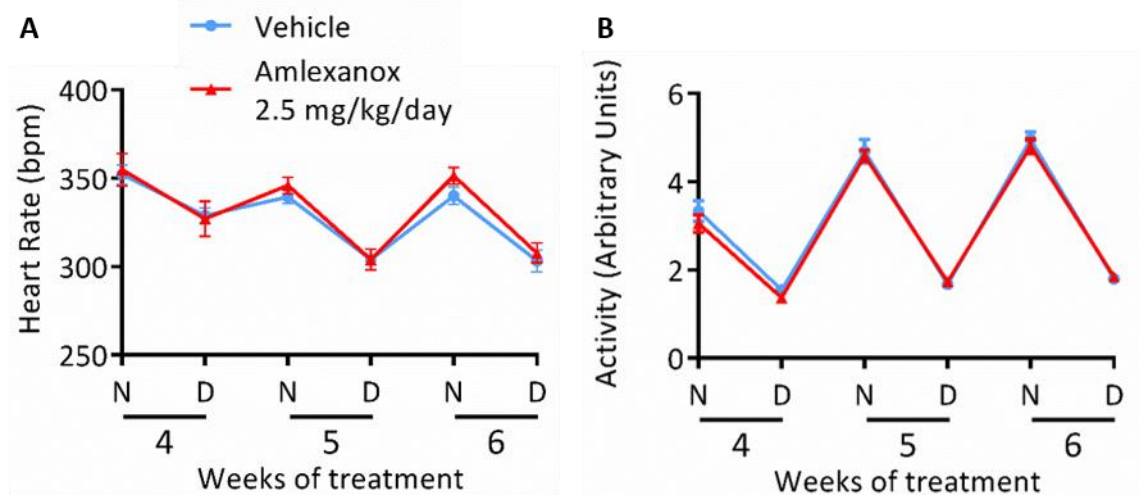 A
Vehicle
Amlexanox
2.5 mg/kg/day
Heart Rate (bpm)
400
350
300
250
N D N D N D
4 5 6
Weeks of treatment
B
Activity (Arbitrary Units)
6
4
2
0
N D N D N D
4 5 6
Weeks of treatment